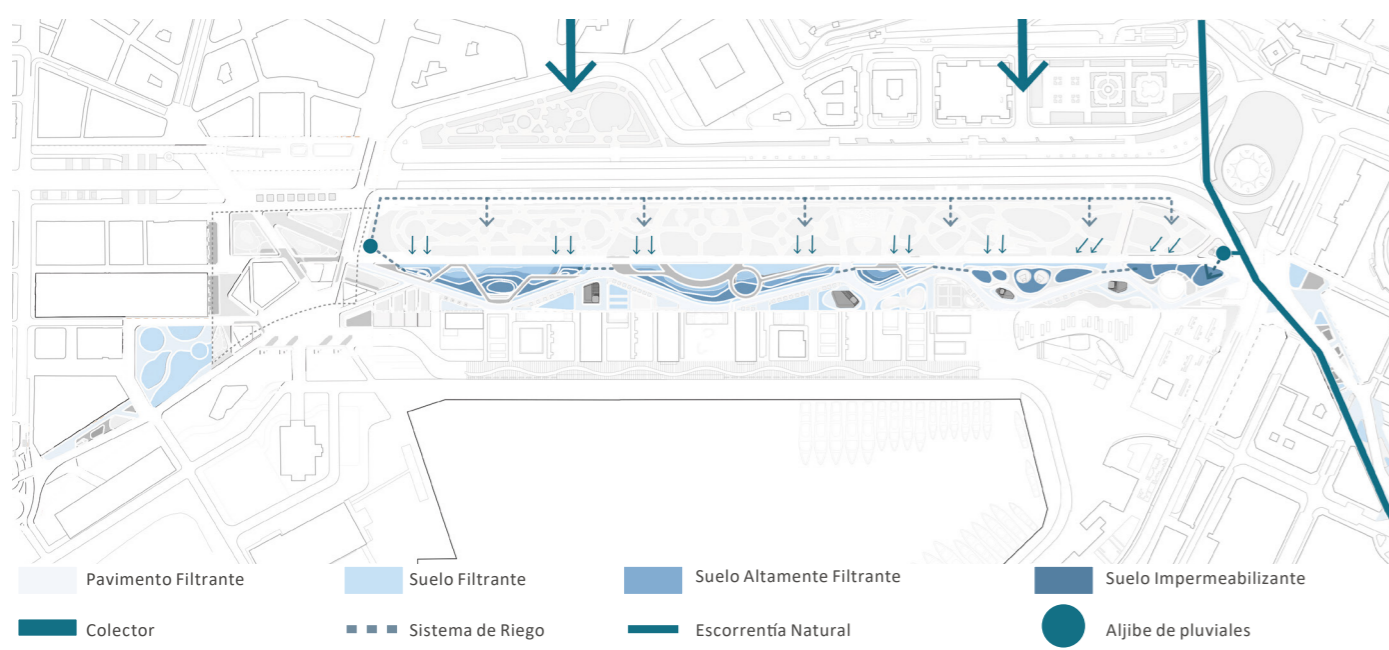 Pavimento Filtrante
Suelo Filtrante
Suelo Altamente Filtrante
Suelo Impermeabilizante
Colector
Sistema de Riego
Escorrentía Natural
Aljibe de pluviales